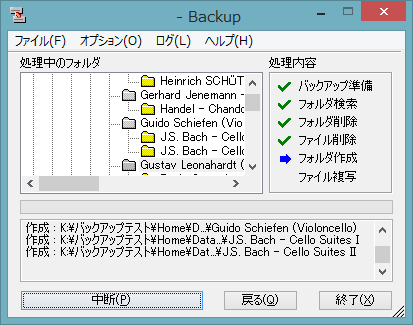 - Backup
ファイル(F) オプション(O) ログ(L) ヘルプ(H)
処理中のフォルダ
Heinrich SCHüT
Gerhard Jenemann -
Handel - Chando
Guido Schiefen (Violo
J.S. Bach - Cello
J.S. Bach - Cello
Gustav Leonahardt (
処理内容
バックアップ準備
フォルダ検索
フォルダ削除
ファイル削除
フォルダ作成
ファイル複写
作成 : K:¥バックアップテスト¥Home¥D..¥Guido Schiefen (Violoncello)
作成 : K:¥バックアップテスト¥Home¥Data..¥J.S. Bach - Cello Suites I
作成 : K:¥バックアップテスト¥Home¥Dat..¥J.S. Bach - Cello Suites II
中断(P) 戻る(Q) 終了(X)